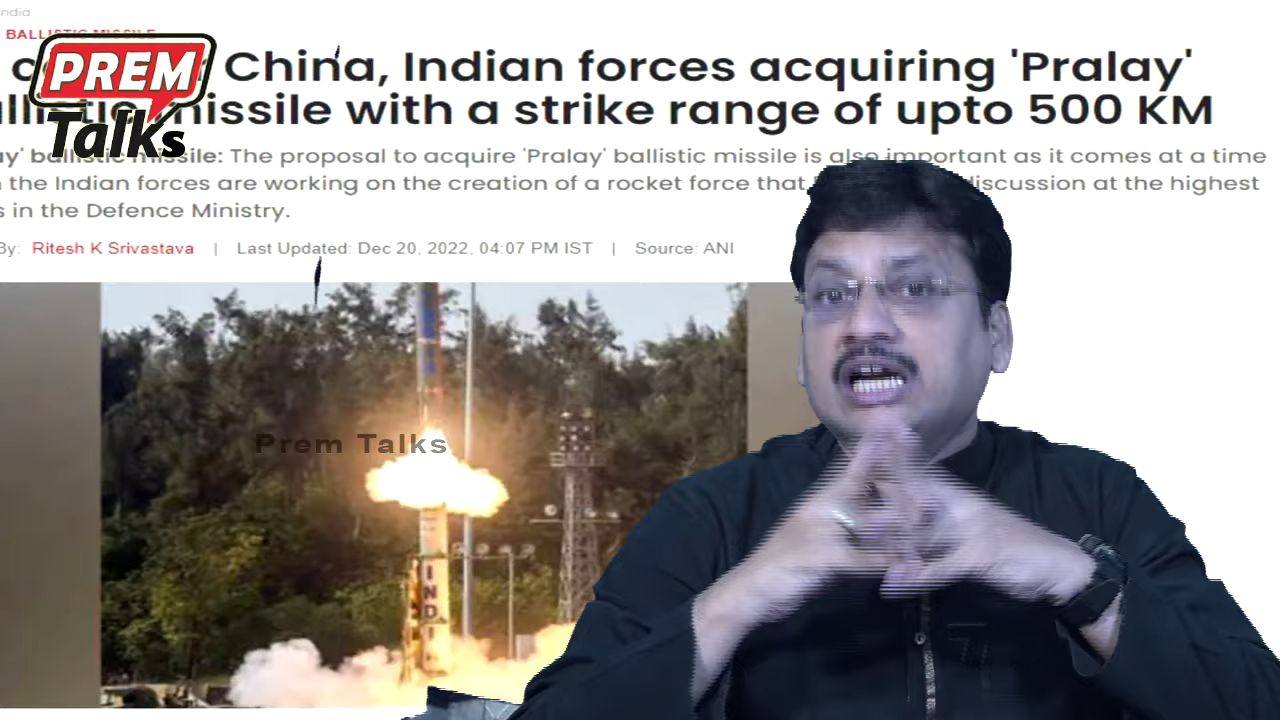 ndia
BALLISTIC MISSILE
PREM
Talks
China, Indian forces acquiring 'Pralay'
missile with a strike range of upto 500 KM
ballistic missile: The proposal to acquire 'Pralay' ballistic missile is also important as it comes at a time
the Indian forces are working on the creation of a rocket force that discussion at the highest
s in the Defence Ministry.
By: Ritesh K Srivastava | Last Updated: Dec 20, 2022, 04:07 PM IST | Source: ANI
Prem Talks
INDI